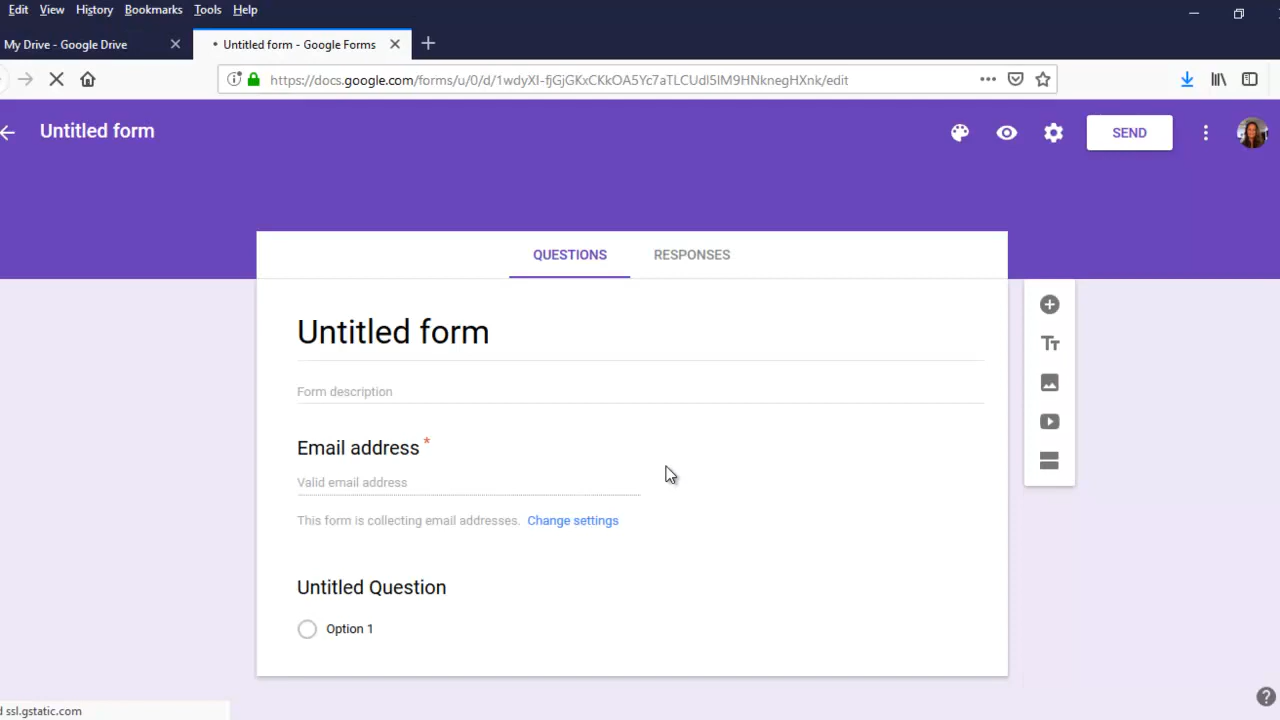 Edit View History Bookmarks Tools Help
My Drive - Google Drive
Untitled form - Google Forms
https://docs.google.com/forms/u/0/d/1wdyXI-fjGjGKxCKkOA5Yc7aTLCUdl5lM9HNknegHXnk/edit
Untitled form
SEND
QUESTIONS RESPONSES
Untitled form
Form description
Email address *
Valid email address
This form is collecting email addresses. Change settings
Untitled Question
Option 1
ssl.gstatic.com